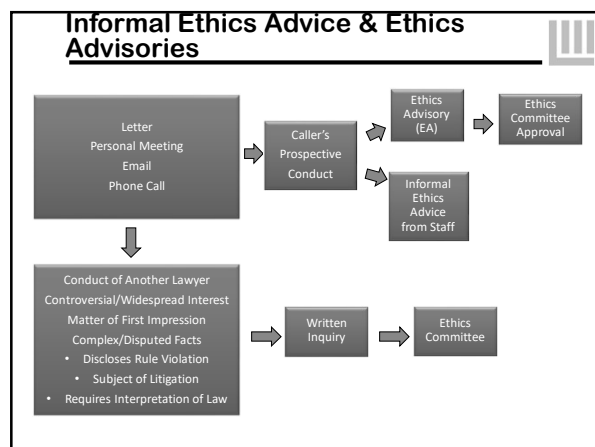 Informal Ethics Advice & Ethics
Advisories
Letter
Personal Meeting
Email
Phone Call
Caller's
Prospective
Conduct
Ethics
Advisory
(EA)
Ethics
Committee
Approval
Informal
Ethics
Advice
from Staff
Conduct of Another Lawyer
Controversial/Widespread Interest
Matter of First Impression
Complex/Disputed Facts
• Discloses Rule Violation
• Subject of Litigation
• Requires Interpretation of Law
Written
Inquiry
Ethics
Committee